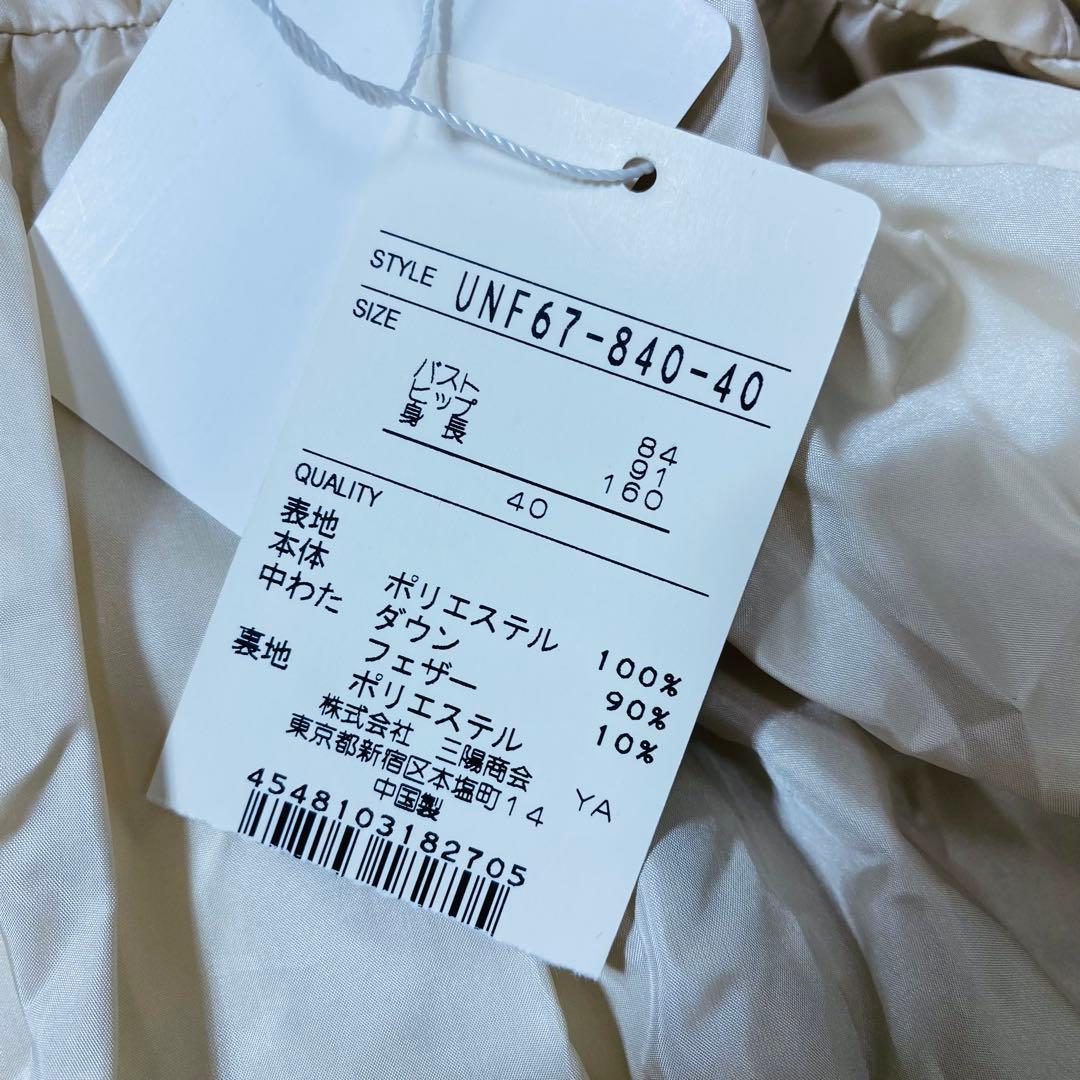 STYLE UNF67-840-40
SIZE
バスト 84
ヒップ 91
身長 160
40
QUALITY
表地
本体 ポリエステル 100%
中わた ダウン 90%
フェザー 10%
裏地 ポリエステル
株式会社 三陽商会
東京都新宿区本塩町14 YA
中国製
4548103182705